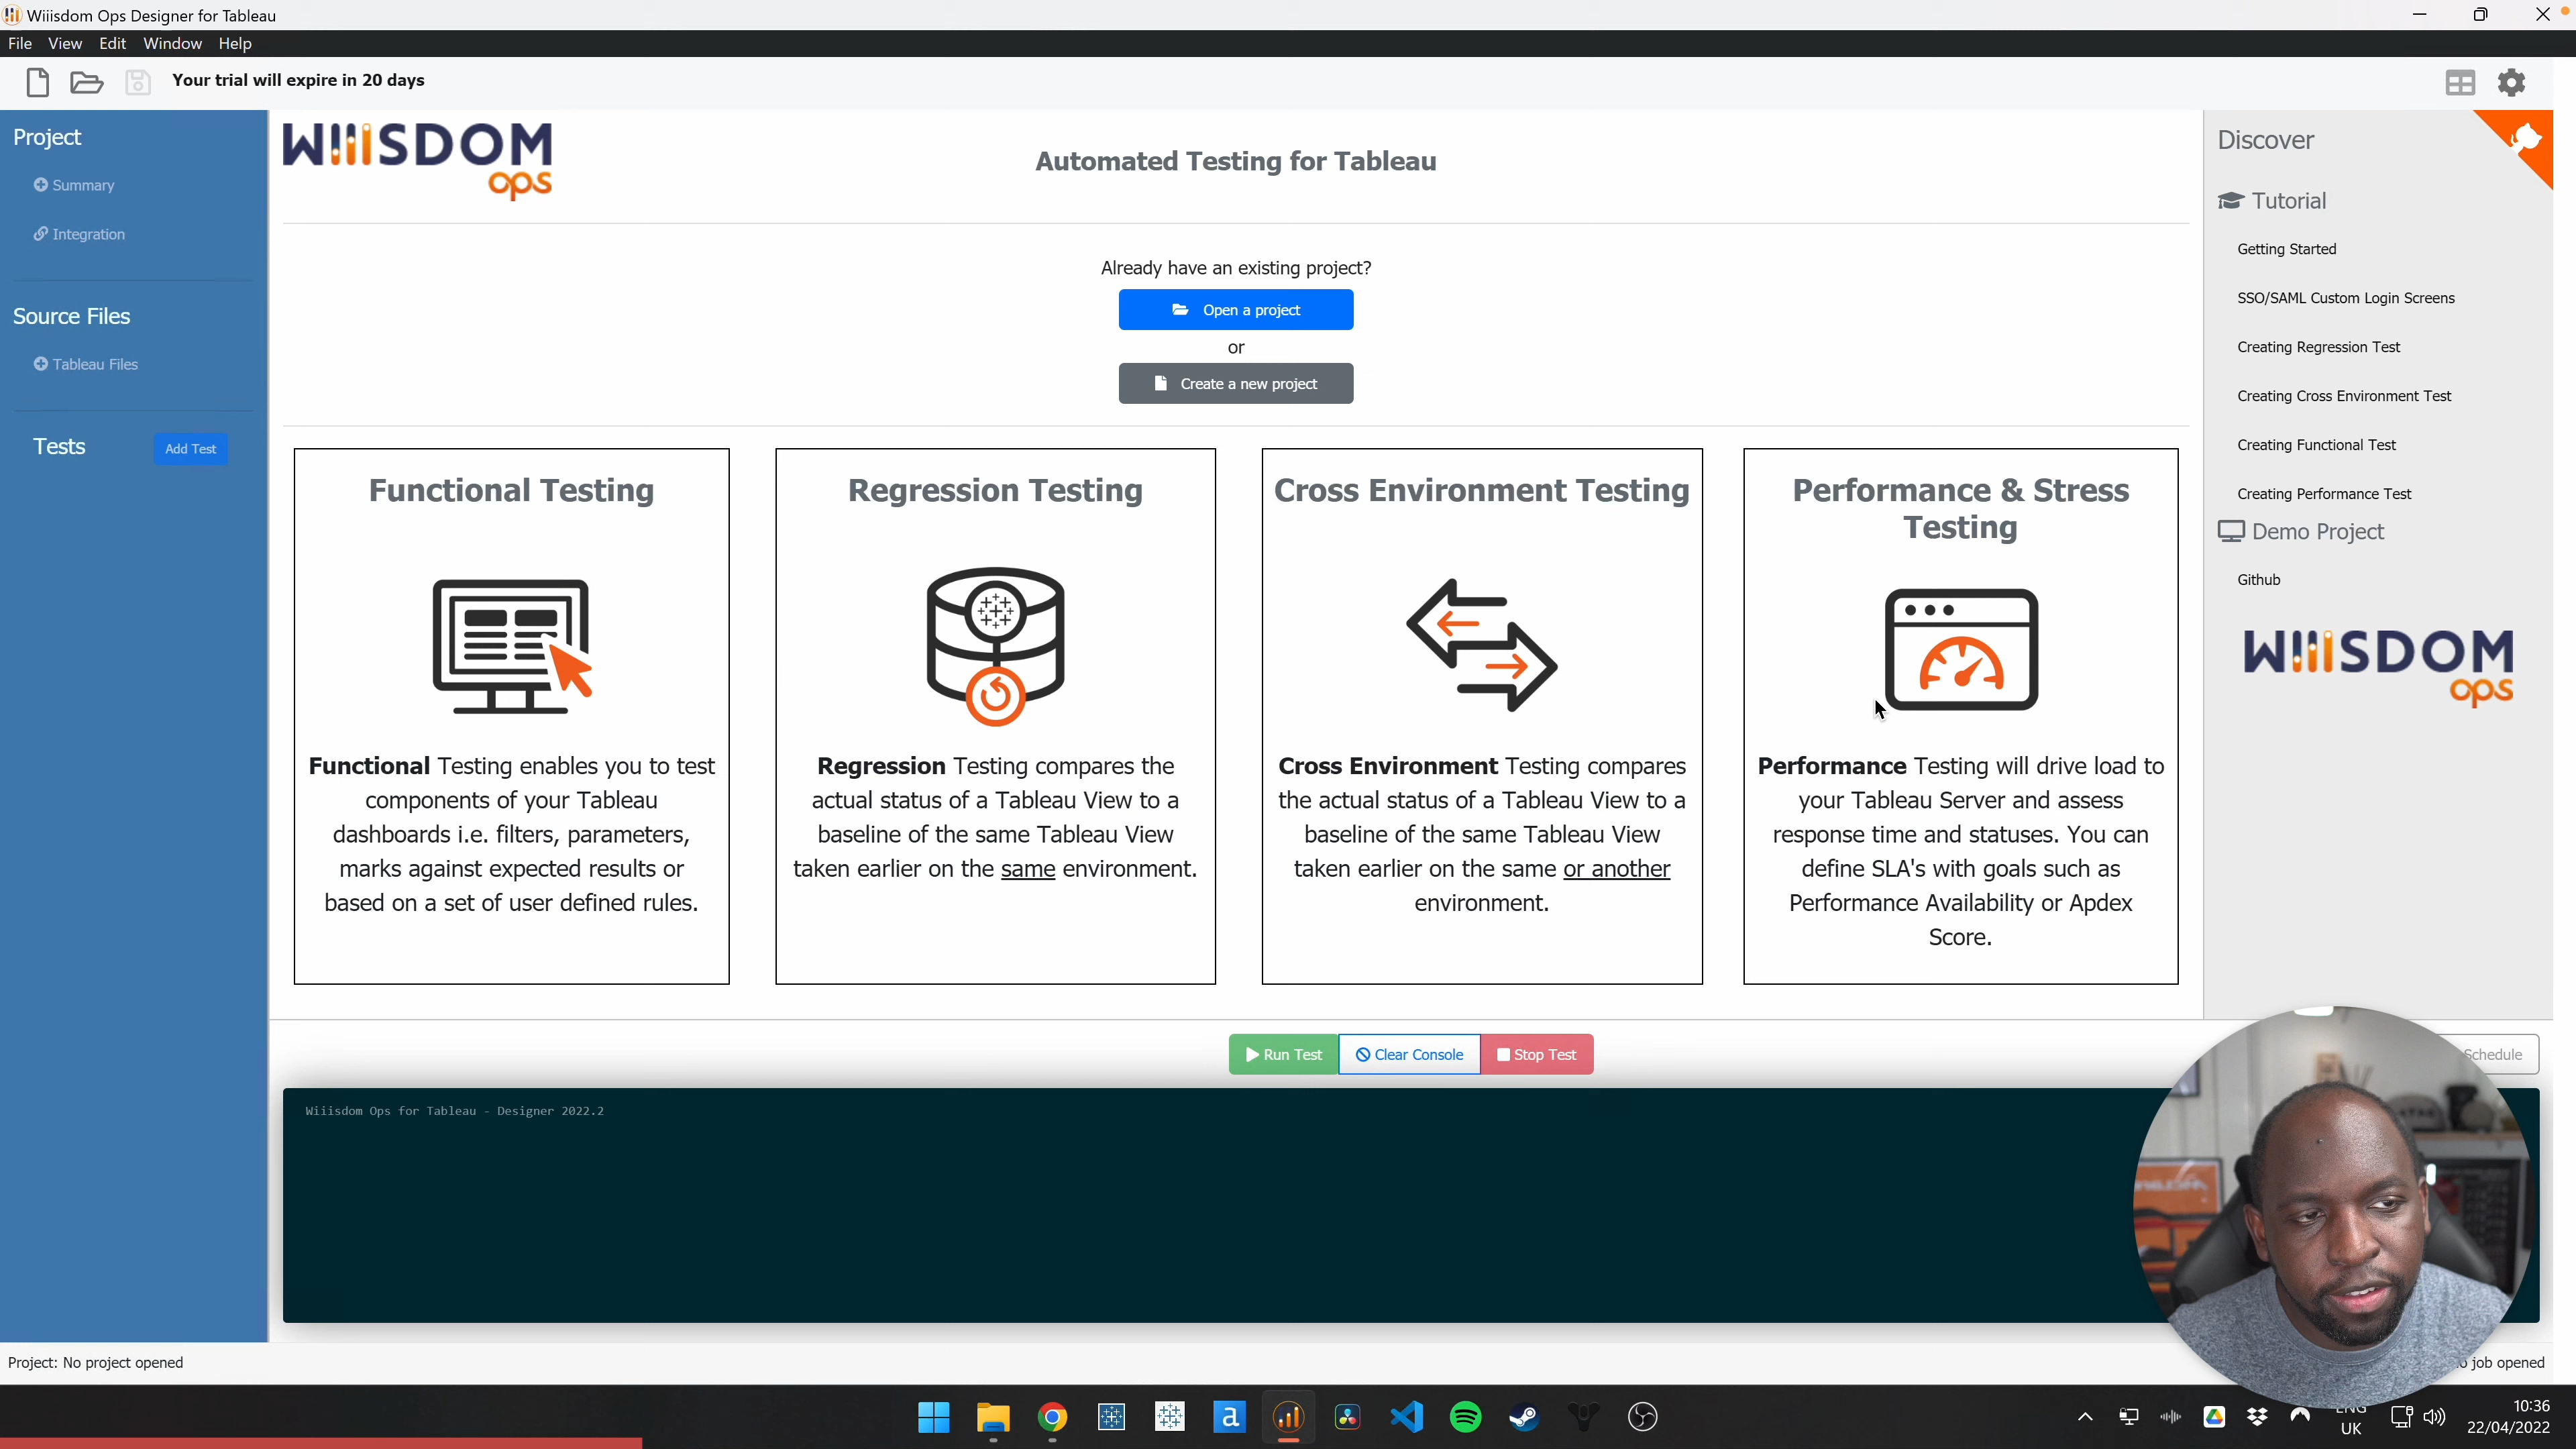 Wiiisdom Ops Designer for Tableau
File View Edit Window Help
Your trial will expire in 20 days
Project
Summary
Integration
Source Files
Tableau Files
Tests
Add Test
WIIISDOM
ops
Automated Testing for Tableau
Already have an existing project?
Open a project
or
Create a new project
Functional Testing
Functional Testing enables you to test
components of your Tableau
dashboards i.e. filters, parameters,
marks against expected results or
based on a set of user defined rules.
Regression Testing
Regression Testing compares the
actual status of a Tableau View to a
baseline of the same Tableau View
taken earlier on the same environment.
Cross Environment Testing
Cross Environment Testing compares
the actual status of a Tableau View to a
baseline of the same Tableau View
taken earlier on the same or another
environment.
Performance & Stress
Testing
Performance Testing will drive load to
your Tableau Server and assess
response time and statuses. You can
define SLA's with goals such as
Performance Availability or Apdex
Score.
Discover
Tutorial
Getting Started
SSO/SAML Custom Login Screens
Creating Regression Test
Creating Cross Environment Test
Creating Functional Test
Creating Performance Test
Demo Project
Github
WIIISDOM
ops
Run Test
Clear Console
Stop Test
Schedule
Wiiisdom Ops for Tableau - Designer 2022.2
Project: No project opened
job opened
a
ENG
UK
10:36
22/04/2022